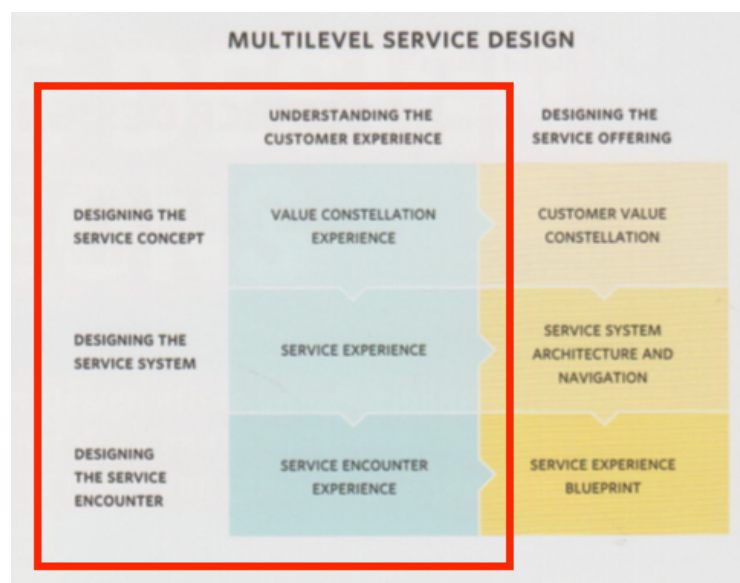 MULTILEVEL SERVICE DESIGN
UNDERSTANDING THE
CUSTOMER EXPERIENCE
DESIGNING THE
SERVICE OFFERING
DESIGNING THE
SERVICE CONCEPT
VALUE CONSTELLATION
EXPERIENCE
CUSTOMER VALUE
CONSTELLATION
DESIGNING THE
SERVICE SYSTEM
SERVICE EXPERIENCE
SERVICE SYSTEM
ARCHITECTURE AND
NAVIGATION
DESIGNING
THE SERVICE
ENCOUNTER
SERVICE ENCOUNTER
EXPERIENCE
SERVICE EXPERIENCE
BLUEPRINT